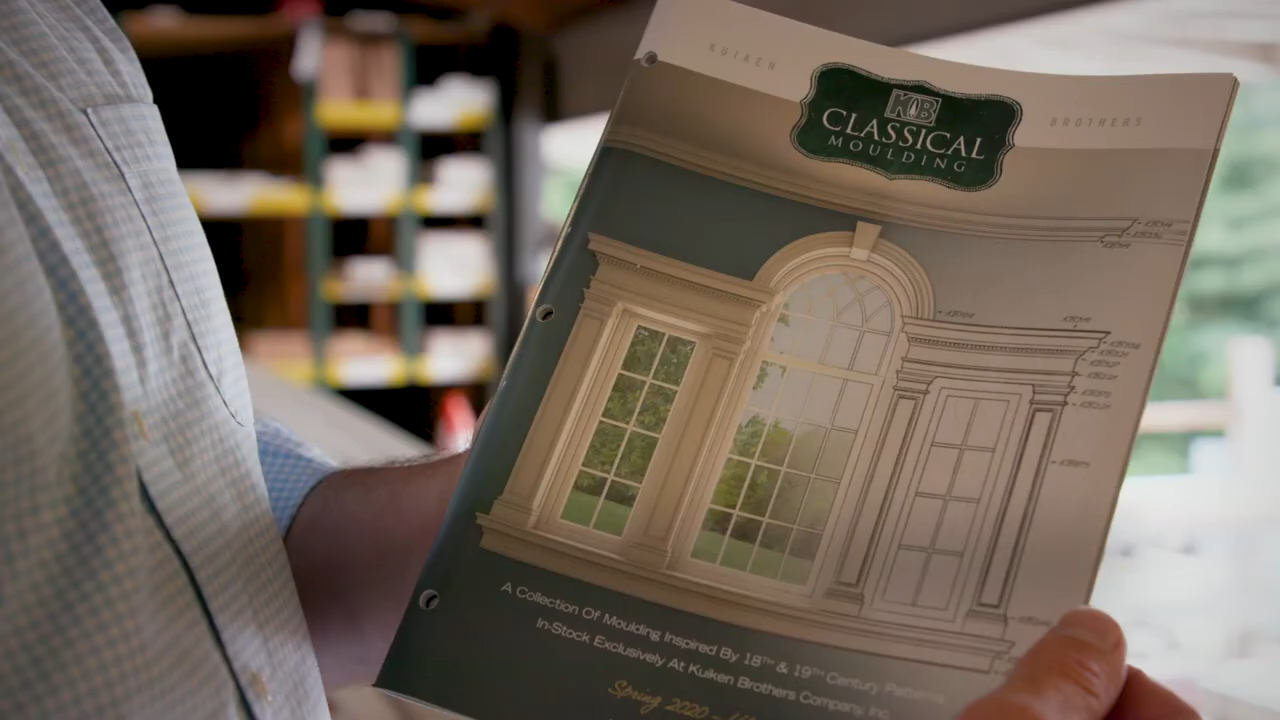 KUIKEN BROTHERS
KB
CLASSICAL
MOULDING
A Collection Of Moulding Inspired By 18TH & 19TH Century Patterns
In-Stock Exclusively At Kuiken Brothers Company, Inc.
Spring 2020 -